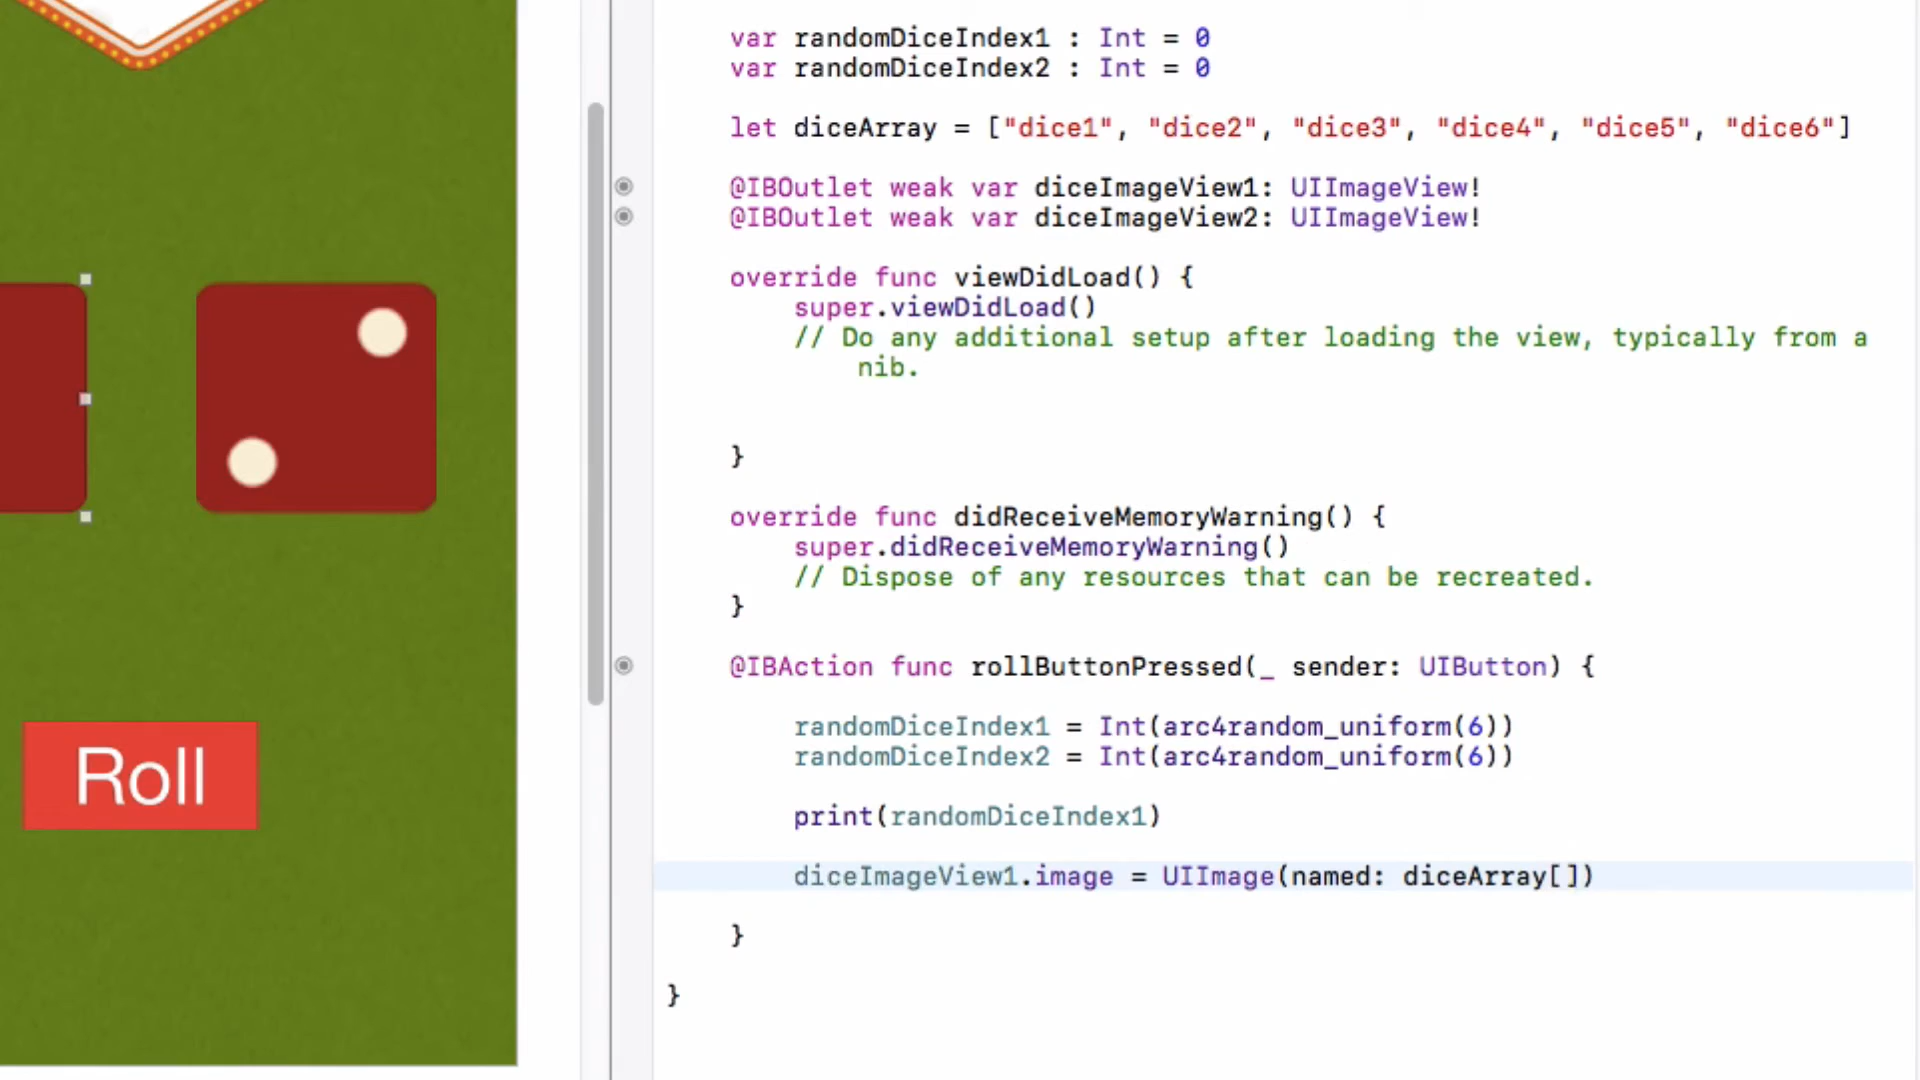 var randomDiceIndex1 : Int = 0
var randomDiceIndex2 : Int = 0
let diceArray = ["dice1", "dice2", "dice3", "dice4", "dice5", "dice6"]
@IBOutlet weak var diceImageView1: UIImageView!
@IBOutlet weak var diceImageView2: UIImageView!
override func viewDidLoad() {
super.viewDidLoad()
// Do any additional setup after loading the view, typically from a
nib.
}
override func didReceiveMemoryWarning() {
super.didReceiveMemoryWarning()
// Dispose of any resources that can be recreated.
}
@IBAction func rollButtonPressed(_ sender: UIButton) {
randomDiceIndex1 = Int(arc4random_uniform(6))
randomDiceIndex2 = Int(arc4random_uniform(6))
print(randomDiceIndex1)
diceImageView1.image = UIImage(named: diceArray[])
}
}
Roll